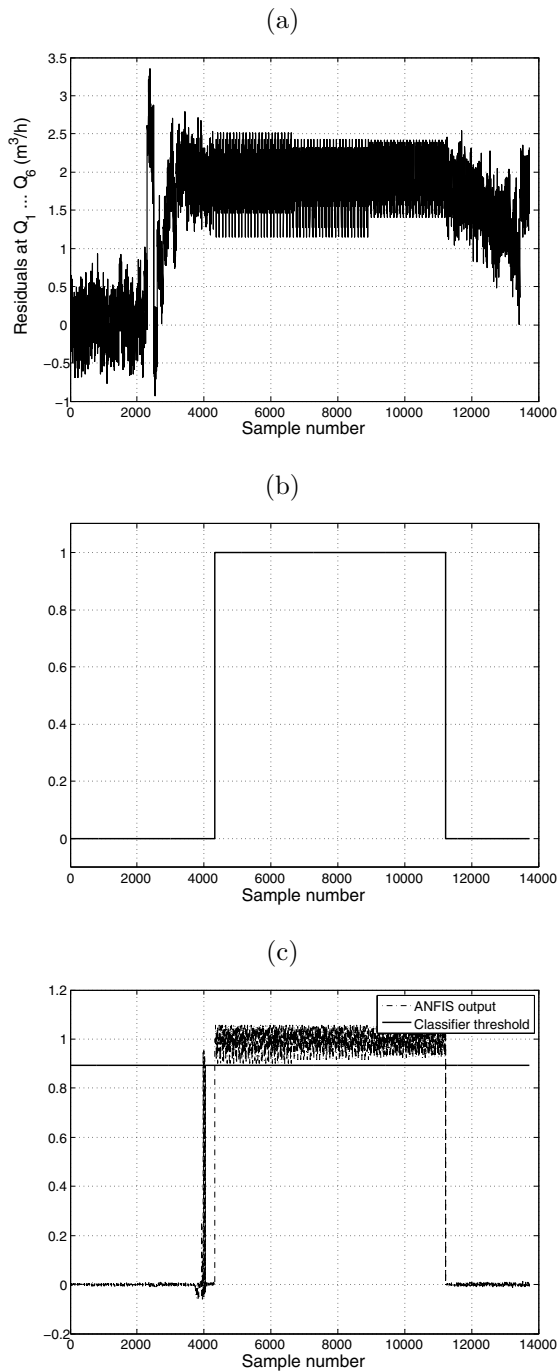 (a)
3.5
3
2.5
2
1.5
1
0.5
0
−0.5
−1
Residuals at Q1 ... Q6 (m³/h)
0 2000 4000 6000 8000 10000 12000 14000
Sample number
(b)
1
0.8
0.6
0.4
0.2
0
0 2000 4000 6000 8000 10000 12000 14000
Sample number
(c)
1.2
1
0.8
0.6
0.4
0.2
0
−0.2
ANFIS output
Classifier threshold
0 2000 4000 6000 8000 10000 12000 14000
Sample number